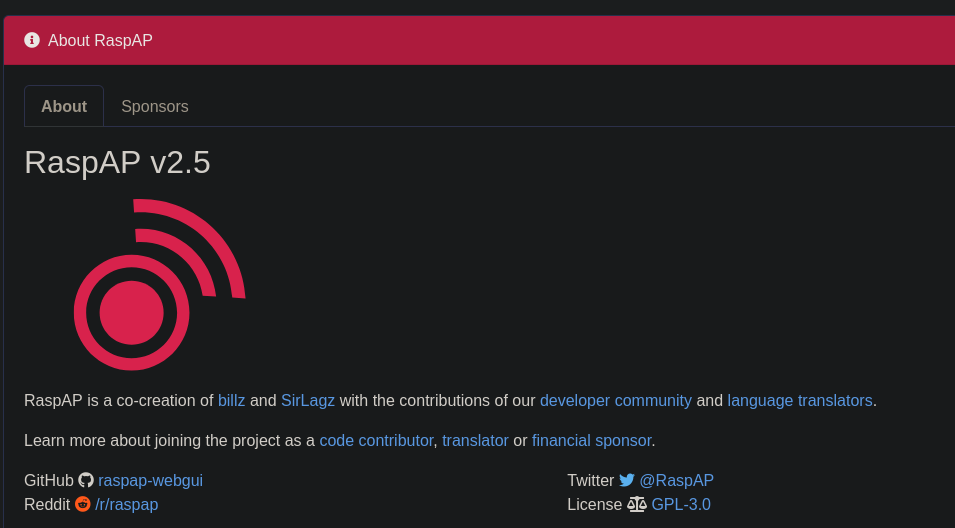 About RaspAP
About Sponsors
RaspAP v2.5
RaspAP is a co-creation of billz and SirLagz with the contributions of our developer community and language translators.
Learn more about joining the project as a code contributor, translator or financial sponsor.
GitHub raspap-webgui Twitter @RaspAP
Reddit /r/raspap License GPL-3.0